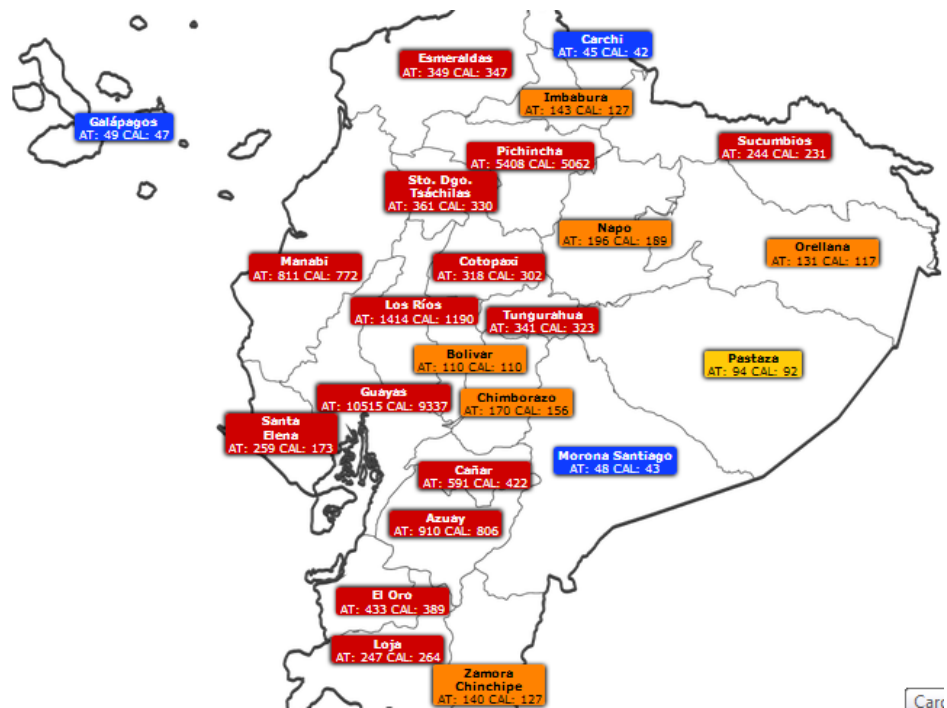 Carchi
AT: 45 CAL: 42
Esmeraldas
AT: 349 CAL: 347
Imbabura
AT: 143 CAL: 127
Galápagos
AT: 49 CAL: 47
Sucumbios
AT: 244 CAL: 231
Pichincha
AT: 5408 CAL: 5062
Sto. Dgo.
Tsáchilas
AT: 361 CAL: 330
Napo
AT: 196 CAL: 189
Orellana
AT: 131 CAL: 117
Manabi
AT: 811 CAL: 772
Cotopaxi
AT: 318 CAL: 302
Los Ríos
AT: 1414 CAL: 1190
Tungurahua
AT: 341 CAL: 323
Bolivar
AT: 110 CAL: 110
Pastaza
AT: 94 CAL: 92
Guayas
AT: 10515 CAL: 9337
Chimborazo
AT: 170 CAL: 156
Santa
Elena
AT: 259 CAL: 173
Morona Santiago
AT: 48 CAL: 43
Cañar
AT: 591 CAL: 422
Azuay
AT: 910 CAL: 806
El Oro
AT: 433 CAL: 389
Loja
AT: 247 CAL: 264
Zamora
Chinchipe
AT: 140 CAL: 127